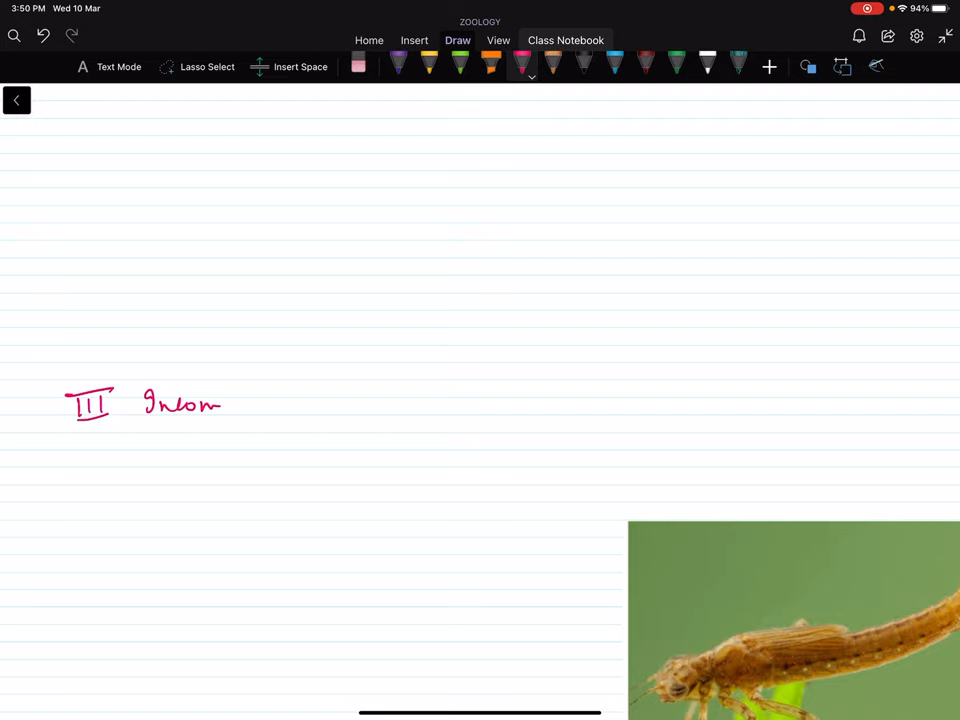 3:50 PM Wed 10 Mar
94%
ZOOLOGY
Home Insert Draw View Class Notebook
A Text Mode Lasso Select Insert Space
III Incom